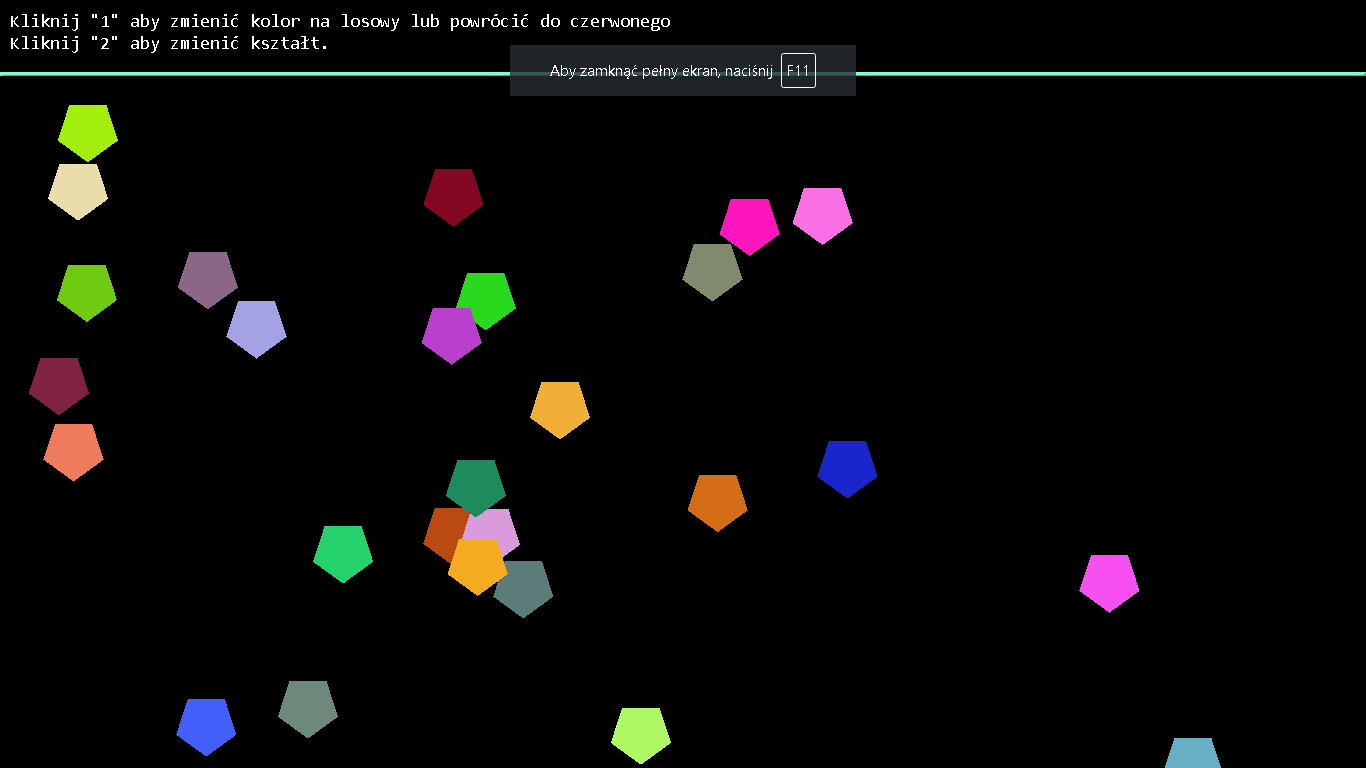 Kliknij "1" aby zmienić kolor na losowy lub powrócić do czerwonego
Kliknij "2" aby zmienić kształt.
Aby zamknąć pełny ekran, naciśnij F11